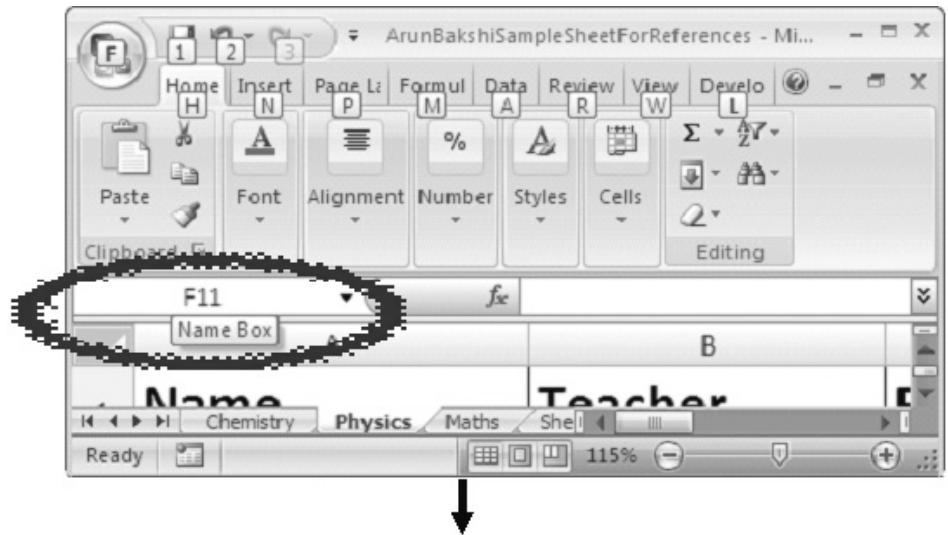 ArunBakshiSampleSheetForReferences - Mi...
F 1 2 3
Home Insert Page La Formul Data Review View Develo
H N P M A R W L
% Σ
Paste Font Alignment Number Styles Cells
Clipboard Editing
F11 fx
Name Box
A B
Name Teacher
Chemistry Physics Maths She
Ready 115%